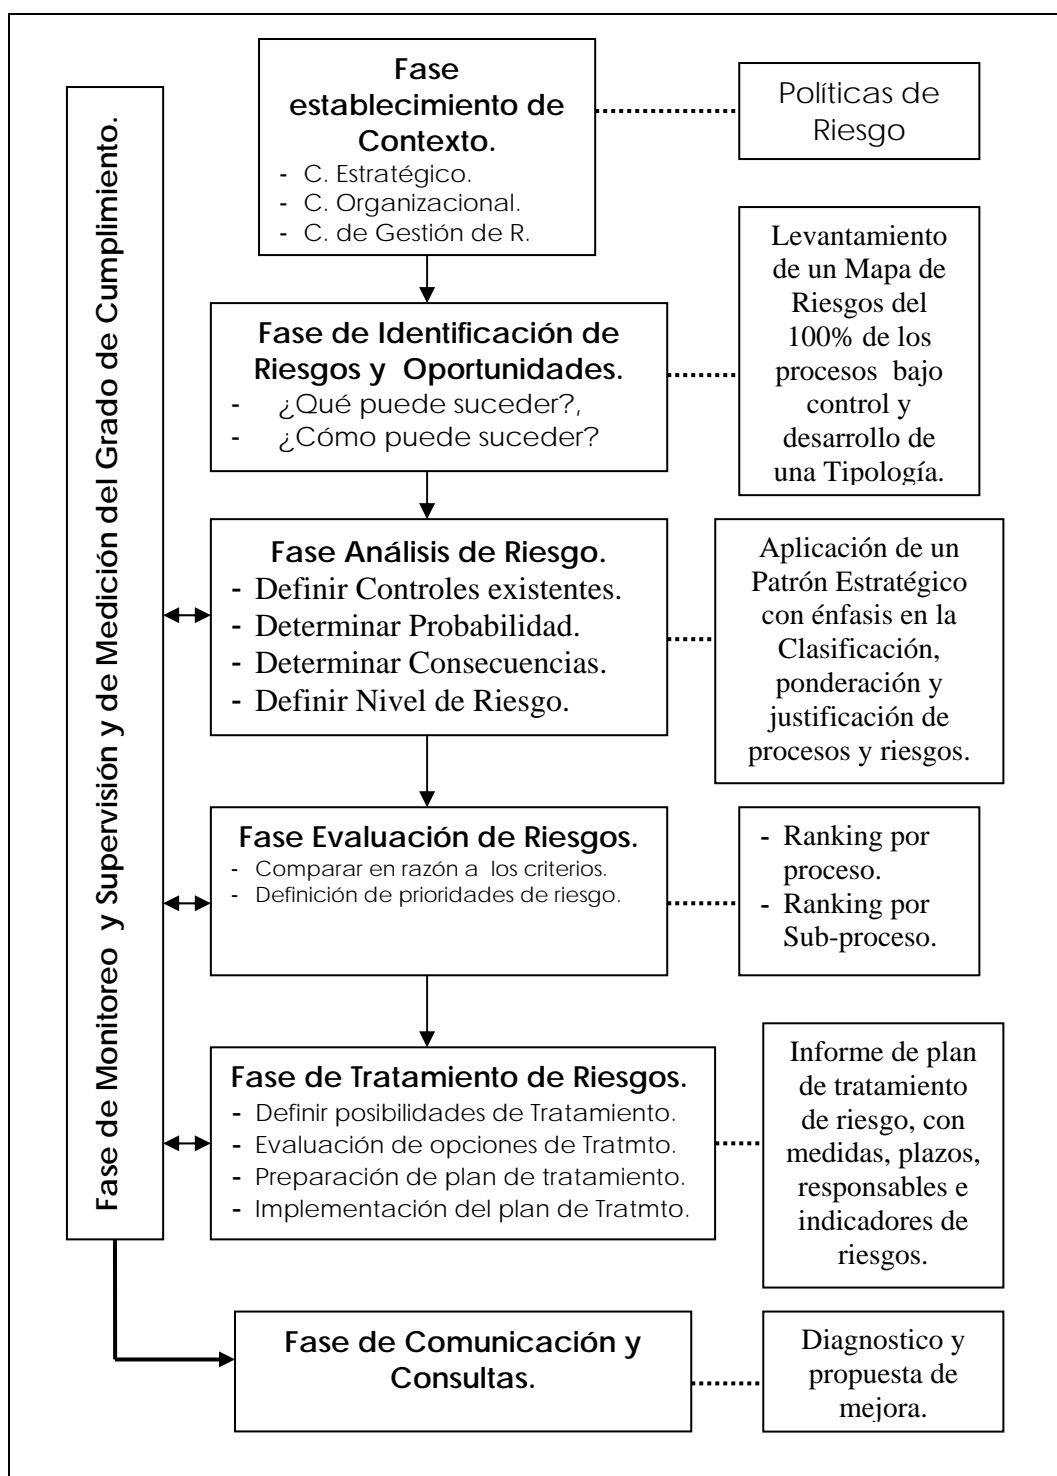 Fase
establecimiento de
Contexto.
- C. Estratégico.
- C. Organizacional.
- C. de Gestión de R.
Políticas de
Riesgo
Fase de Identificación de
Riesgos y Oportunidades.
- ¿Qué puede suceder?,
- ¿Cómo puede suceder?
Levantamiento
de un Mapa de
Riesgos del
100% de los
procesos bajo
control y
desarrollo de
una Tipología.
Fase Análisis de Riesgo.
- Definir Controles existentes.
- Determinar Probabilidad.
- Determinar Consecuencias.
- Definir Nivel de Riesgo.
Aplicación de un
Patrón Estratégico
con énfasis en la
Clasificación,
ponderación y
justificación de
procesos y riesgos.
Fase Evaluación de Riesgos.
- Comparar en razón a los criterios.
- Definición de prioridades de riesgo.
- Ranking por
proceso.
- Ranking por
Sub-proceso.
Fase de Tratamiento de Riesgos.
- Definir posibilidades de Tratamiento.
- Evaluación de opciones de Tratmto.
- Preparación de plan de tratamiento.
- Implementación del plan de Tratmto.
Informe de plan
de tratamiento
de riesgo, con
medidas, plazos,
responsables e
indicadores de
riesgos.
Fase de Monitoreo y Supervisión y de Medición del Grado de Cumplimiento.
Fase de Comunicación y
Consultas.
Diagnostico y
propuesta de
mejora.